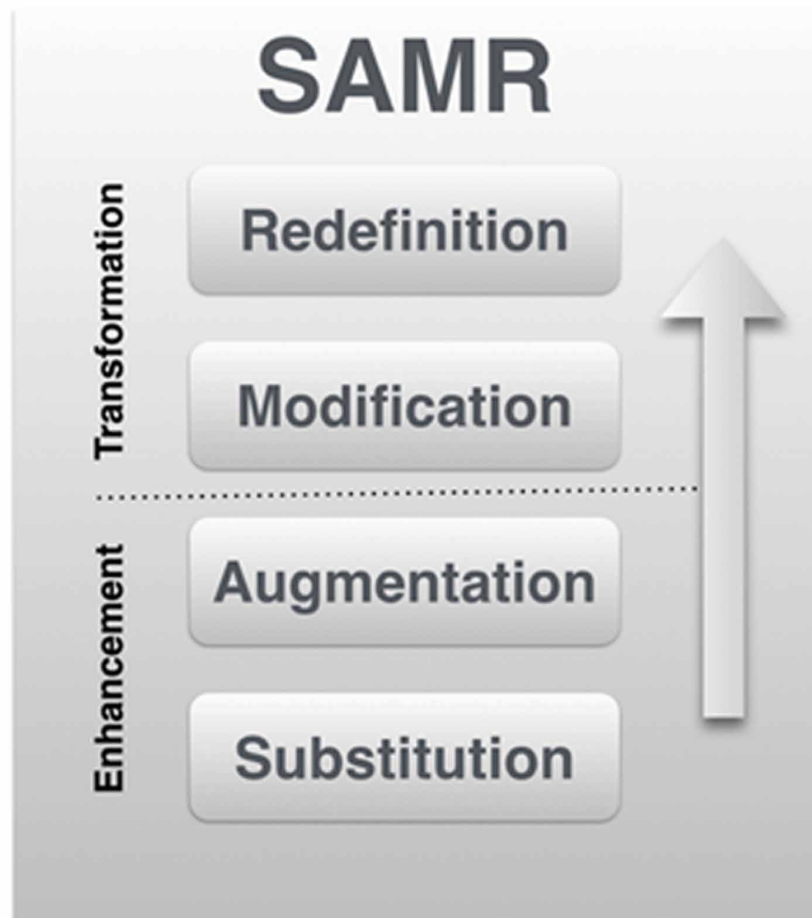 SAMR
Transformation
Redefinition
Modification
Enhancement
Augmentation
Substitution